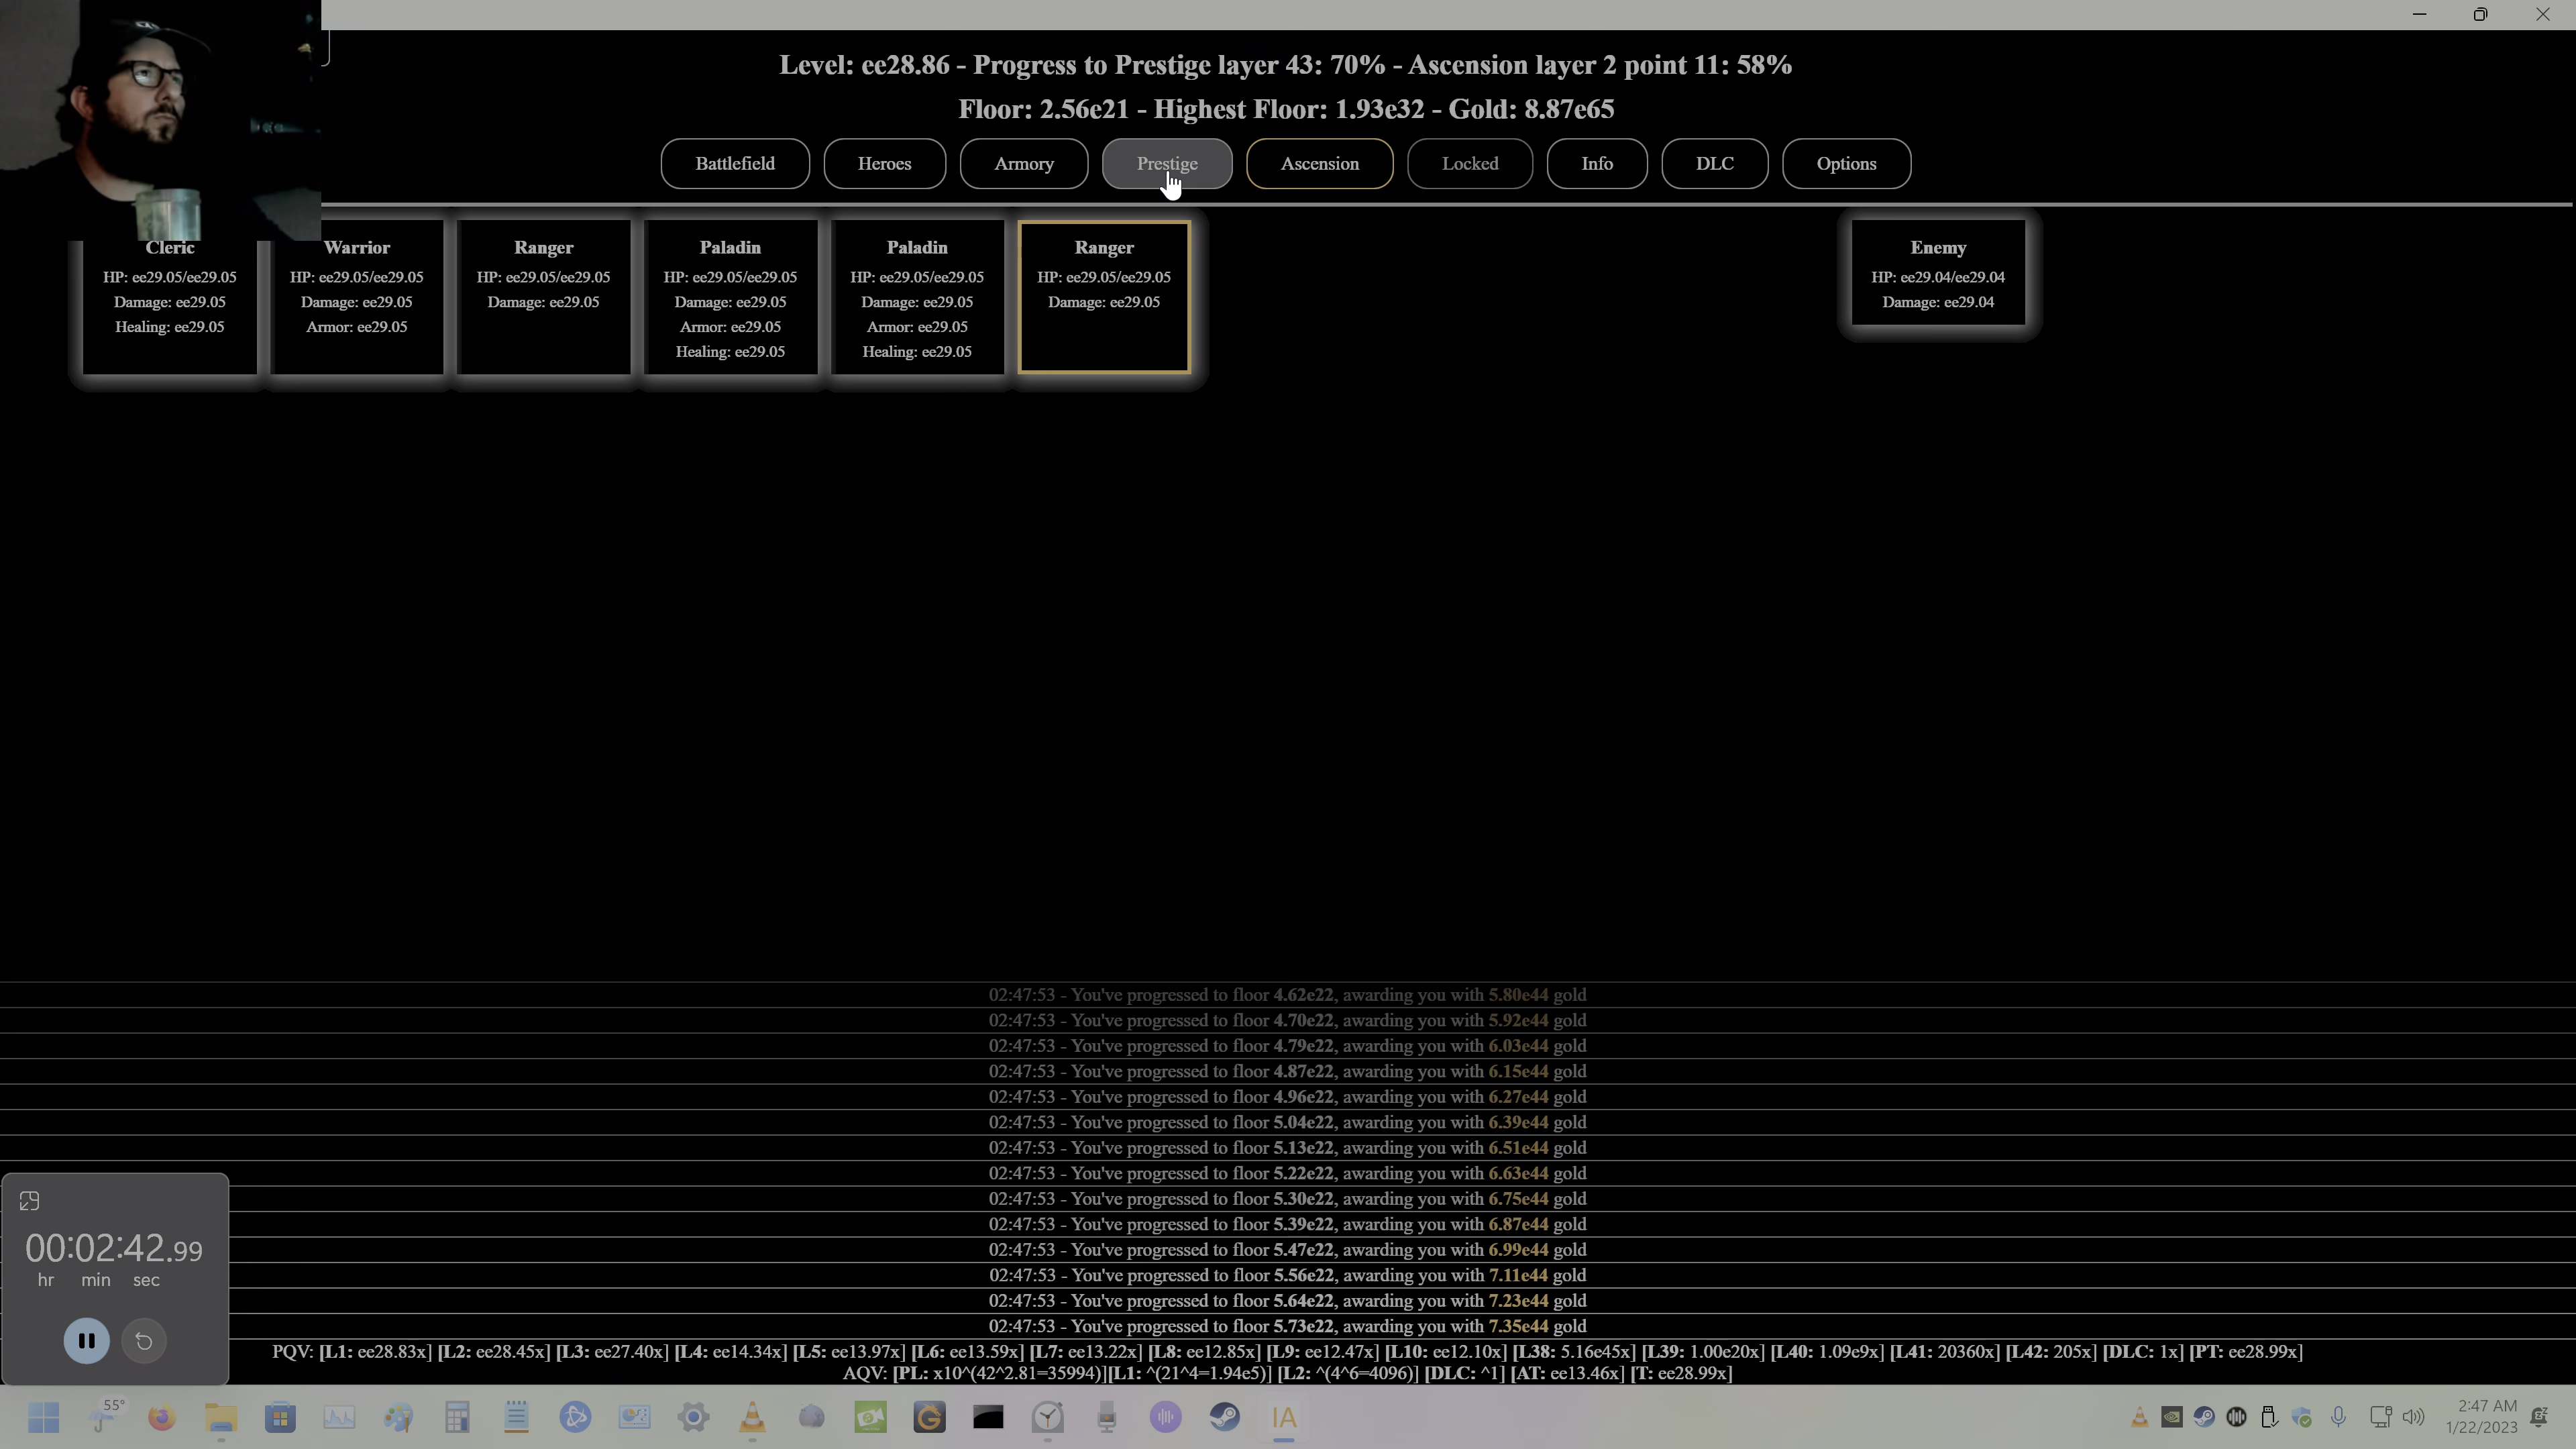 Level: ee28.86 - Progress to Prestige layer 43: 70% - Ascension layer 2 point 11: 58%
Floor: 2.56e21 - Highest Floor: 1.93e32 - Gold: 8.87e65
Battlefield Heroes Armory Prestige Ascension Locked Info DLC Options
Cleric Warrior Ranger Paladin Paladin Ranger Enemy
HP: ee29.05/ee29.05 HP: ee29.05/ee29.05 HP: ee29.05/ee29.05 HP: ee29.05/ee29.05 HP: ee29.05/ee29.05 HP: ee29.05/ee29.05 HP: ee29.04/ee29.04
Damage: ee29.05 Damage: ee29.05 Damage: ee29.05 Damage: ee29.05 Damage: ee29.05 Damage: ee29.05 Damage: ee29.04
Healing: ee29.05 Armor: ee29.05 Armor: ee29.05 Armor: ee29.05
Healing: ee29.05 Healing: ee29.05
02:47:53 - You've progressed to floor 4.62e22, awarding you with 5.80e44 gold
02:47:53 - You've progressed to floor 4.70e22, awarding you with 5.92e44 gold
02:47:53 - You've progressed to floor 4.79e22, awarding you with 6.03e44 gold
02:47:53 - You've progressed to floor 4.87e22, awarding you with 6.15e44 gold
02:47:53 - You've progressed to floor 4.96e22, awarding you with 6.27e44 gold
02:47:53 - You've progressed to floor 5.04e22, awarding you with 6.39e44 gold
02:47:53 - You've progressed to floor 5.13e22, awarding you with 6.51e44 gold
02:47:53 - You've progressed to floor 5.22e22, awarding you with 6.63e44 gold
02:47:53 - You've progressed to floor 5.30e22, awarding you with 6.75e44 gold
02:47:53 - You've progressed to floor 5.39e22, awarding you with 6.87e44 gold
02:47:53 - You've progressed to floor 5.47e22, awarding you with 6.99e44 gold
02:47:53 - You've progressed to floor 5.56e22, awarding you with 7.11e44 gold
02:47:53 - You've progressed to floor 5.64e22, awarding you with 7.23e44 gold
02:47:53 - You've progressed to floor 5.73e22, awarding you with 7.35e44 gold
00:02:42.99
hr min sec
PQV: [L1: ee28.83x] [L2: ee28.45x] [L3: ee27.40x] [L4: ee14.34x] [L5: ee13.97x] [L6: ee13.59x] [L7: ee13.22x] [L8: ee12.85x] [L9: ee12.47x] [L10: ee12.10x] [L38: 5.16e45x] [L39: 1.00e20x] [L40: 1.09e9x] [L41: 20360x] [L42: 205x] [DLC: 1x] [PT: ee28.99x]
AQV: [PL: x10^(42^2.81=35994)][L1: ^(21^4=1.94e5)] [L2: ^(4^6=4096)] [DLC: ^1] [AT: ee13.46x] [T: ee28.99x]
55°
IA
2:47 AM
1/22/2023